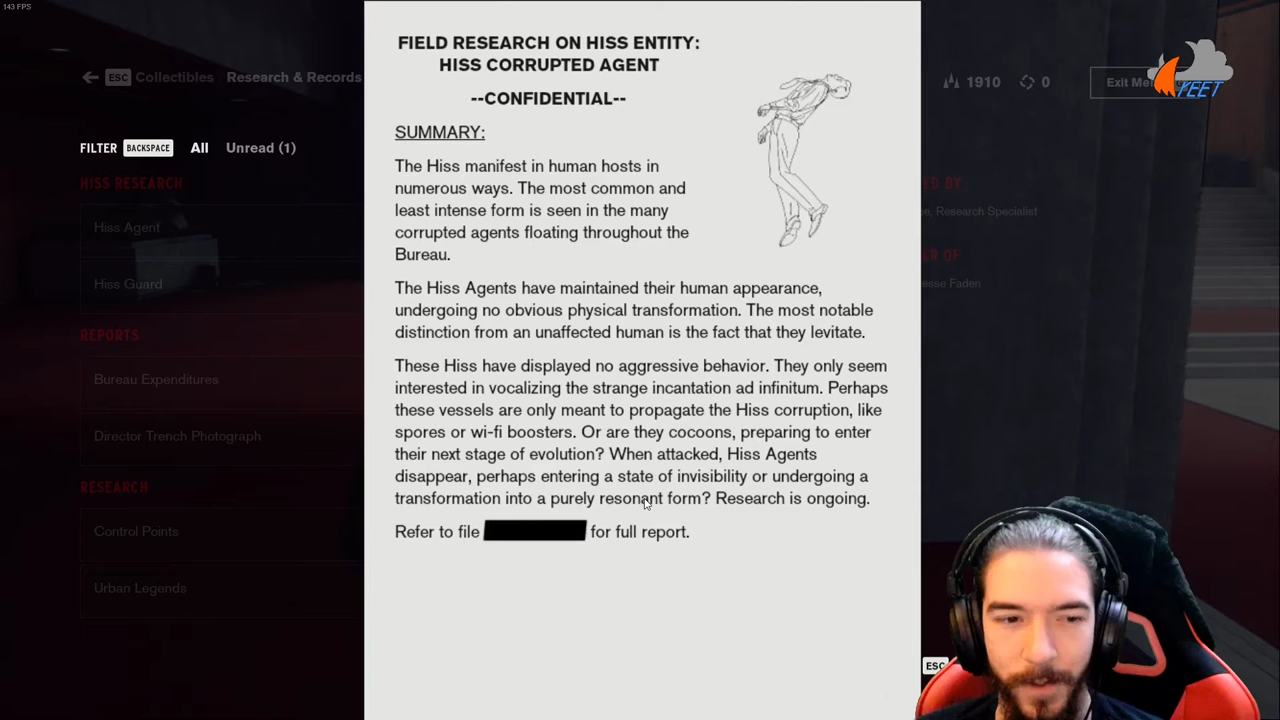 143 FPS
FIELD RESEARCH ON HISS ENTITY:
HISS CORRUPTED AGENT
ESC Collectibles Research & Records
1910 0
YEET
--CONFIDENTIAL--
SUMMARY:
FILTER BACKSPACE All Unread (1)
The Hiss manifest in human hosts in
numerous ways. The most common and
least intense form is seen in the many
corrupted agents floating throughout the
Bureau.
The Hiss Agents have maintained their human appearance,
undergoing no obvious physical transformation. The most notable
distinction from an unaffected human is the fact that they levitate.
These Hiss have displayed no aggressive behavior. They only seem
interested in vocalizing the strange incantation ad infinitum. Perhaps
these vessels are only meant to propagate the Hiss corruption, like
spores or wi-fi boosters. Or are they cocoons, preparing to enter
their next stage of evolution? When attacked, Hiss Agents
disappear, perhaps entering a state of invisibility or undergoing a
transformation into a purely resonant form? Research is ongoing.
Refer to file for full report.
HISS RESEARCH
Hiss Agent
Hiss Guard
REPORTS
Bureau Expenditures
Director Trench Photograph
RESEARCH
Control Points
Urban Legends
Exit
BY
Research Specialist
OF
Faden
ESC